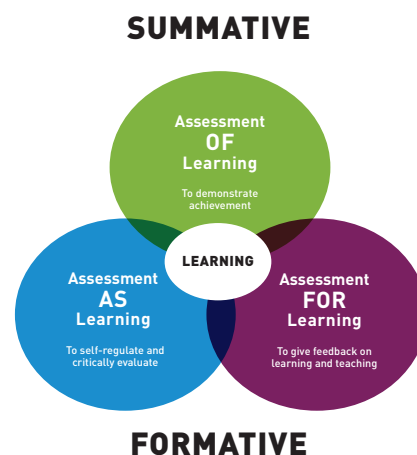 SUMMATIVE
Assessment
OF
Learning
To demonstrate
achievement
LEARNING
Assessment
AS
Learning
To self-regulate and
critically evaluate
Assessment
FOR
Learning
To give feedback on
learning and teaching
FORMATIVE